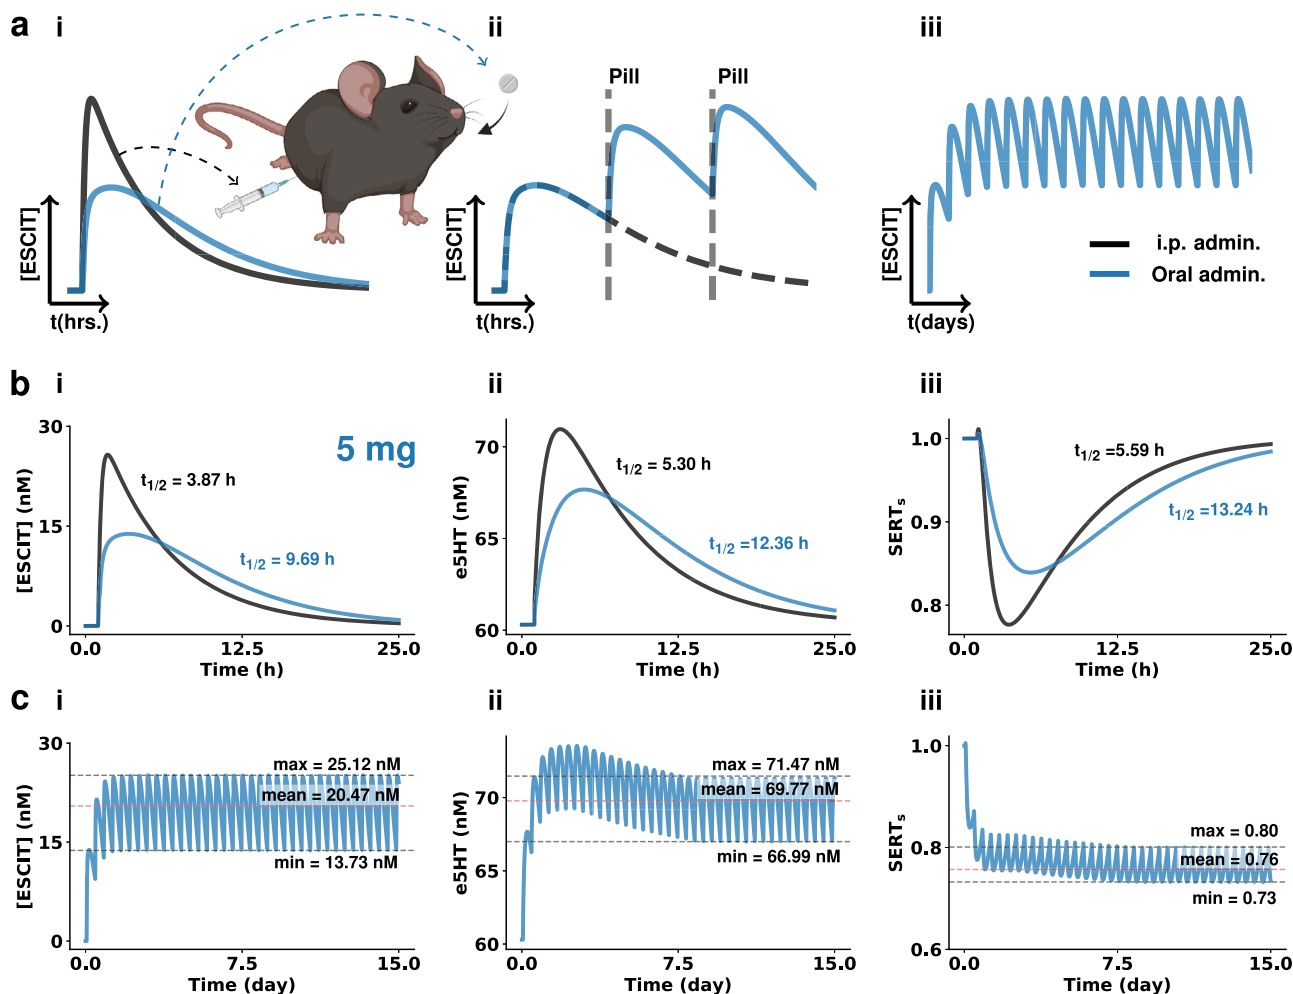 a i ii iii
Pill Pill
[ESCIT]
t(hrs.)
[ESCIT]
t(hrs.)
[ESCIT]
t(days)
i.p. admin.
Oral admin.
b i ii iii
30
15
0
[ESCIT] (nM)
5 mg
t1/2 = 3.87 h
t1/2 = 9.69 h
0.0 12.5 25.0
Time (h)
70
65
60
e5HT (nM)
t1/2 = 5.30 h
t1/2 =12.36 h
0.0 12.5 25.0
Time (h)
1.0
0.9
0.8
SERTs
t1/2 =5.59 h
t1/2 =13.24 h
0.0 12.5 25.0
Time (h)
c i ii iii
30
15
0
[ESCIT] (nM)
max = 25.12 nM
mean = 20.47 nM
min = 13.73 nM
0.0 7.5 15.0
Time (day)
70
65
60
e5HT (nM)
max = 71.47 nM
mean = 69.77 nM
min = 66.99 nM
0.0 7.5 15.0
Time (day)
1.0
0.8
0.6
SERTs
max = 0.80
mean = 0.76
min = 0.73
0.0 7.5 15.0
Time (day)